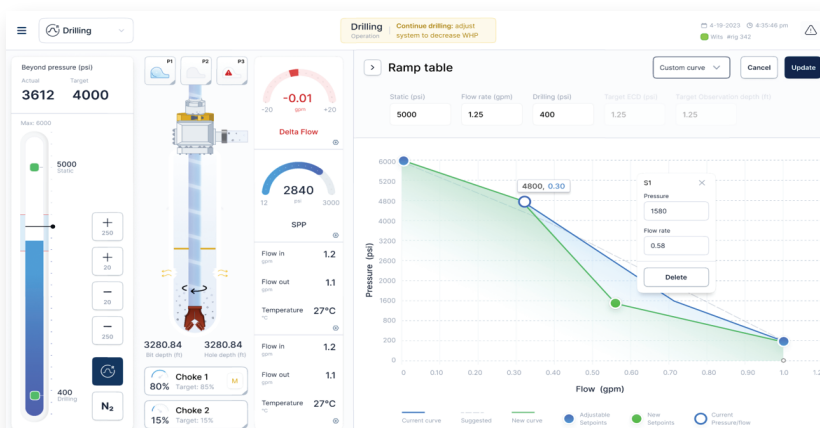 Drilling
Drilling
Operation
Continue drilling: adjust
system to decrease WHP
4-19-2023 4:35:46 pm
Wits #rig 342
Beyond pressure (psi)
Actual Target
3612 4000
Max: 6000
5000
Static
+
250
+
20
−
20
−
250
400
Drilling
N₂
P1 P2 P3
3280.84 3280.84
Bit depth (ft) Hole depth (ft)
Choke 1
80% Target: 85% M
Choke 2
15% Target: 15%
-0.01
-20 gpm +20
Delta Flow
2840
12 psi 3000
SPP
Flow in 1.2
gpm
Flow out 1.1
gpm
Temperature 27°C
°C
Flow in 1.2
gpm
Flow out 1.1
gpm
Temperature 27°C
°C
Ramp table
Custom curve
Cancel
Update
Static (psi) Flow rate (gpm) Drilling (psi) Target ECD (psi) Target Observation depth (ft)
5000 1.25 400 1.25 1.25
Pressure (psi)
6000
5200
4800
4000
3200
2600
2000
1600
800
200
0
4800, 0.30
S1
Pressure
1580
Flow rate
0.58
Delete
0 0.10 0.20 0.30 0.40 0.50 0.60 0.70 0.80 0.90 1.0 1.2
Flow (gpm)
Current curve
Suggested
New curve
Adjustable
Setpoints
New
Setpoints
Current
Pressure/flow